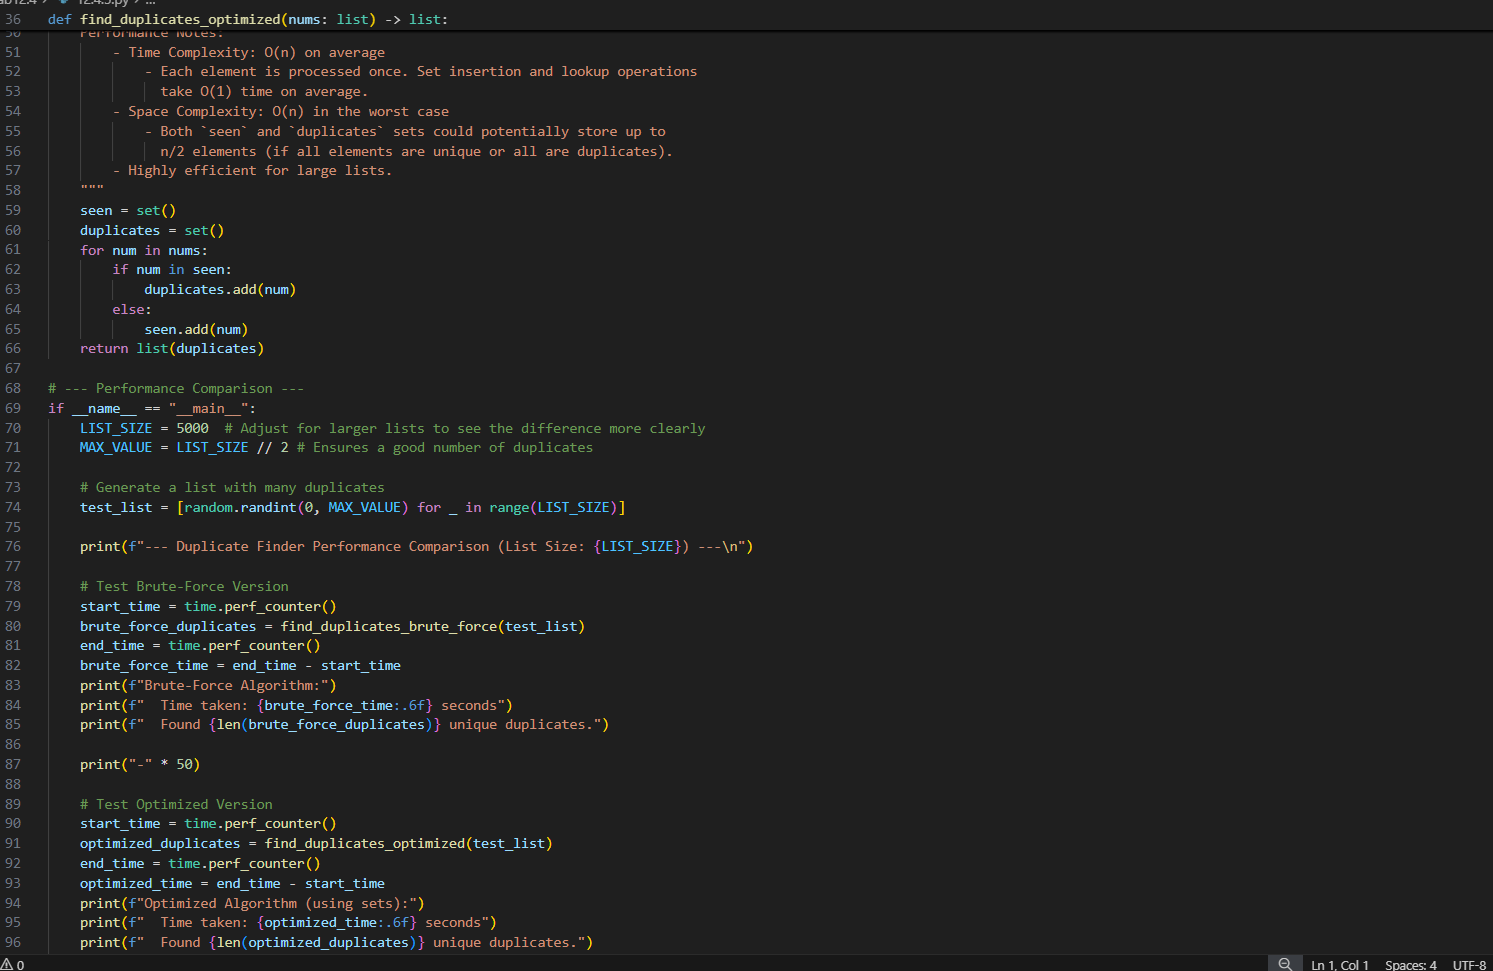 12.4.5.py > ...
36 def find_duplicates_optimized(nums: list) -> list:
50 Performance Notes:
51 - Time Complexity: O(n) on average
52 - Each element is processed once. Set insertion and lookup operations
53 take O(1) time on average.
54 - Space Complexity: O(n) in the worst case
55 - Both `seen` and `duplicates` sets could potentially store up to
56 n/2 elements (if all elements are unique or all are duplicates).
57 - Highly efficient for large lists.
58 """
59 seen = set()
60 duplicates = set()
61 for num in nums:
62 if num in seen:
63 duplicates.add(num)
64 else:
65 seen.add(num)
66 return list(duplicates)
67
68 # --- Performance Comparison ---
69 if __name__ == "__main__":
70 LIST_SIZE = 5000  # Adjust for larger lists to see the difference more clearly
71 MAX_VALUE = LIST_SIZE // 2 # Ensures a good number of duplicates
72
73 # Generate a list with many duplicates
74 test_list = [random.randint(0, MAX_VALUE) for _ in range(LIST_SIZE)]
75
76 print(f"--- Duplicate Finder Performance Comparison (List Size: {LIST_SIZE}) ---\n")
77
78 # Test Brute-Force Version
79 start_time = time.perf_counter()
80 brute_force_duplicates = find_duplicates_brute_force(test_list)
81 end_time = time.perf_counter()
82 brute_force_time = end_time - start_time
83 print(f"Brute-Force Algorithm:")
84 print(f"  Time taken: {brute_force_time:.6f} seconds")
85 print(f"  Found {len(brute_force_duplicates)} unique duplicates.")
86
87 print("-" * 50)
88
89 # Test Optimized Version
90 start_time = time.perf_counter()
91 optimized_duplicates = find_duplicates_optimized(test_list)
92 end_time = time.perf_counter()
93 optimized_time = end_time - start_time
94 print(f"Optimized Algorithm (using sets):")
95 print(f"  Time taken: {optimized_time:.6f} seconds")
96 print(f"  Found {len(optimized_duplicates)} unique duplicates.")
0 Ln 1, Col 1 Spaces: 4 UTF-8